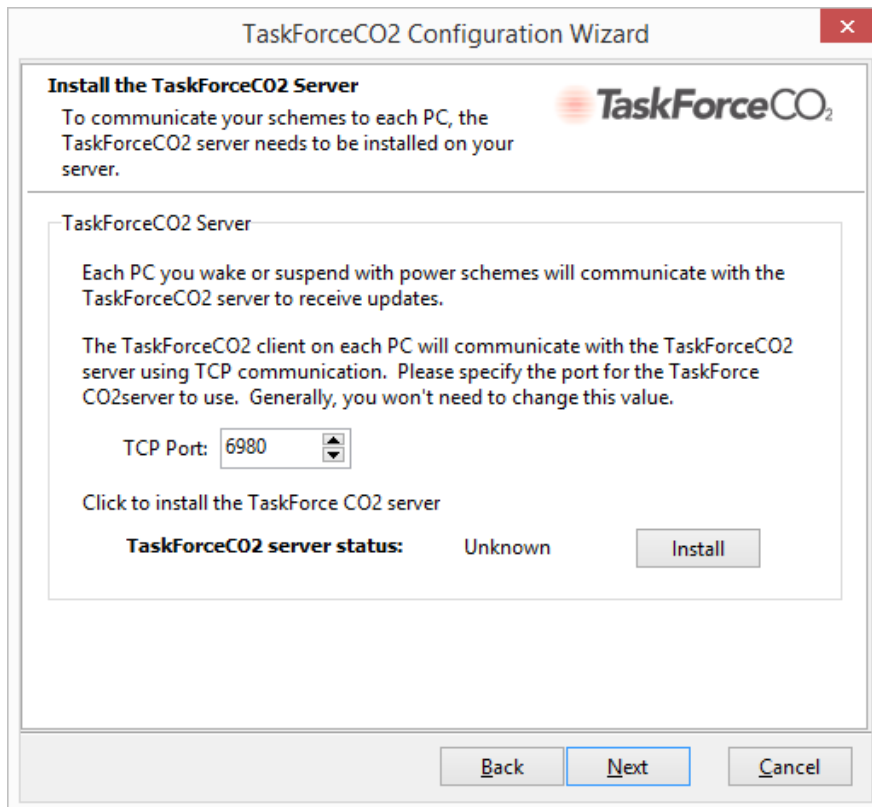 TaskForceCO2 Configuration Wizard
Install the TaskForceCO2 Server
To communicate your schemes to each PC, the
TaskForceCO2 server needs to be installed on your
server.
TaskForceCO₂
TaskForceCO2 Server
Each PC you wake or suspend with power schemes will communicate with the
TaskForceCO2 server to receive updates.
The TaskForceCO2 client on each PC will communicate with the TaskForceCO2
server using TCP communication.  Please specify the port for the TaskForce
CO2server to use.  Generally, you won't need to change this value.
TCP Port: 6980
Click to install the TaskForce CO2 server
TaskForceCO2 server status: Unknown Install
Back Next Cancel